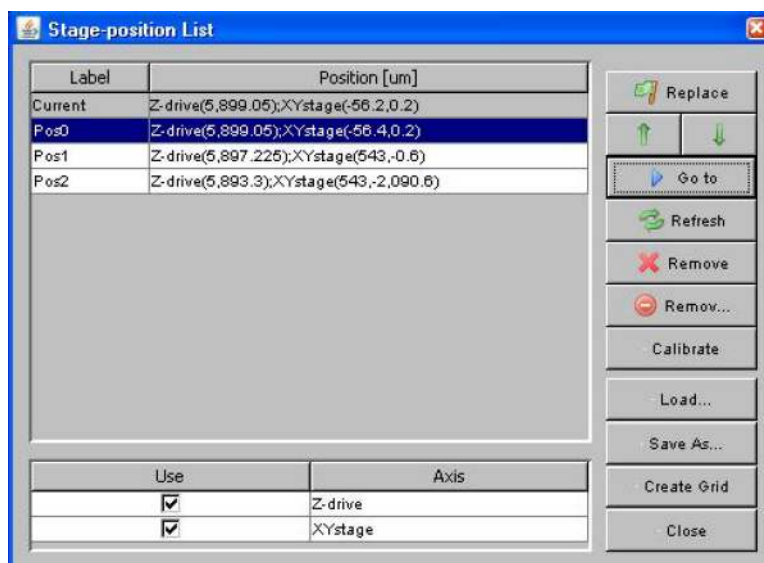 Stage-position List
Label Position [um]
Current Z-drive(5,899.05);XYstage(-56.2,0.2)
Pos0 Z-drive(5,899.05);XYstage(-56.4,0.2)
Pos1 Z-drive(5,897.225);XYstage(543,-0.6)
Pos2 Z-drive(5,893.3);XYstage(543,-2,090.6)
Replace
Go to
Refresh
Remove
Remov...
Calibrate
Load...
Save As...
Create Grid
Close
Use Axis
Z-drive
XYstage